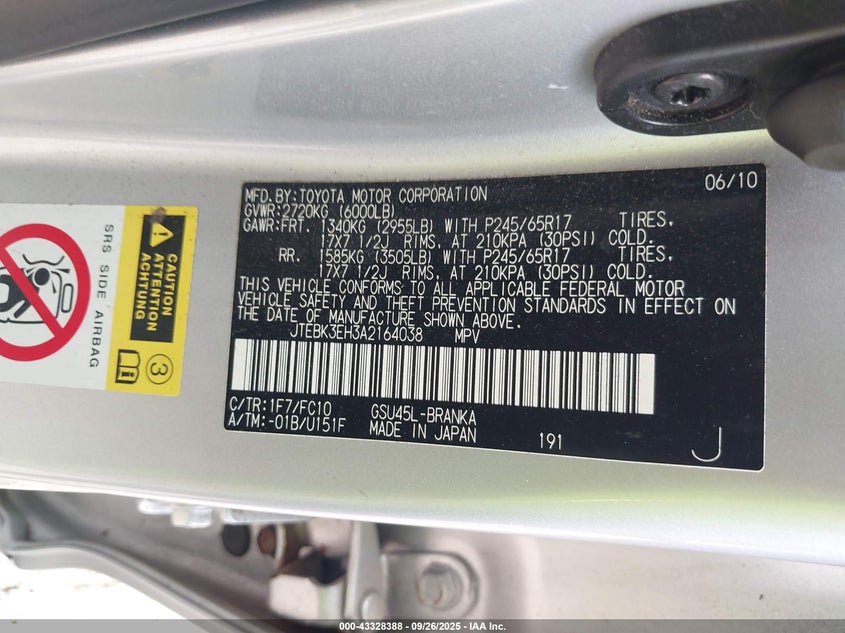 MFD.BY:TOYOTA MOTOR CORPORATION 06/10
GVWR:2720KG (6000LB)
GAWR:FRT. 1340KG (2955LB) WITH P245/65R17 TIRES.
17X7 1/2J RIMS. AT 210KPA (30PSI) COLD.
RR. 1585KG (3505LB) WITH P245/65R17 TIRES.
17X7 1/2J RIMS. AT 210KPA (30PSI) COLD.
THIS VEHICLE CONFORMS TO ALL APPLICABLE FEDERAL MOTOR
VEHICLE SAFETY AND THEFT PREVENTION STANDARDS IN EFFECT ON
THE DATE OF MANUFACTURE SHOWN ABOVE.
JTEBK3EH3A2164038 MPV
C/TR:1F7/FC10 GSU45L-BRANKA
A/TM:-01B/U151F MADE IN JAPAN 191 J
SRS SIDE AIRBAG
CAUTION
ATTENTION
ACHTUNG
3
000-43328388 - 09/26/2025 - IAA Inc.